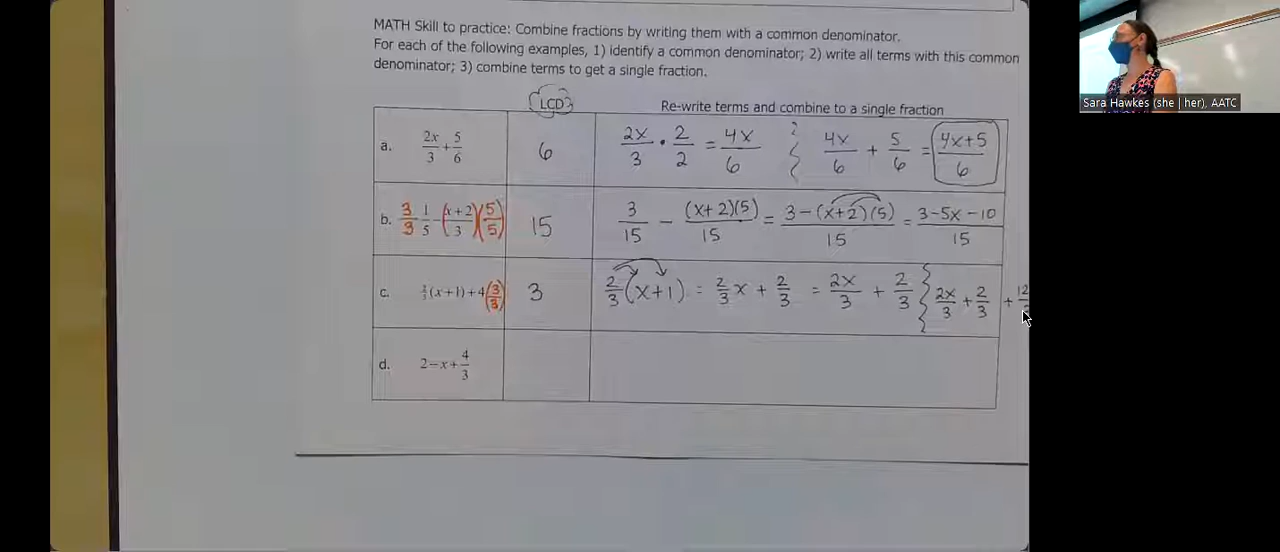 MATH Skill to practice: Combine fractions by writing them with a common denominator.
For each of the following examples, 1) identify a common denominator; 2) write all terms with this common
denominator; 3) combine terms to get a single fraction.
LCD Re-write terms and combine to a single fraction
a. 2x/3 + 5/6 6 2x/3 · 2/2 = 4x/6 4x/6 + 5/6 = 4x+5/6
b. 3/3 1/5 - (x+2/3)(5/5) 15 3/15 - (x+2)(5)/15 = 3-(x+2)(5)/15 = 3-5x-10/15
c. 2/3(x+1)+4(3/3) 3 2/3(x+1) = 2/3x + 2/3 = 2x/3 + 2/3 2x/3 + 2/3 + 12
d. 2-x+4/3
Sara Hawkes (she | her), AATC